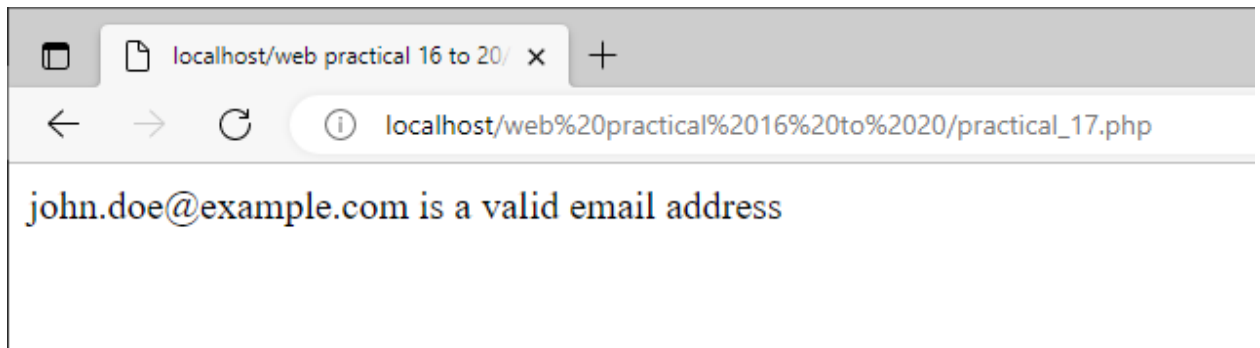 localhost/web practical 16 to 20/
localhost/web%20practical%2016%20to%2020/practical_17.php
john.doe@example.com is a valid email address